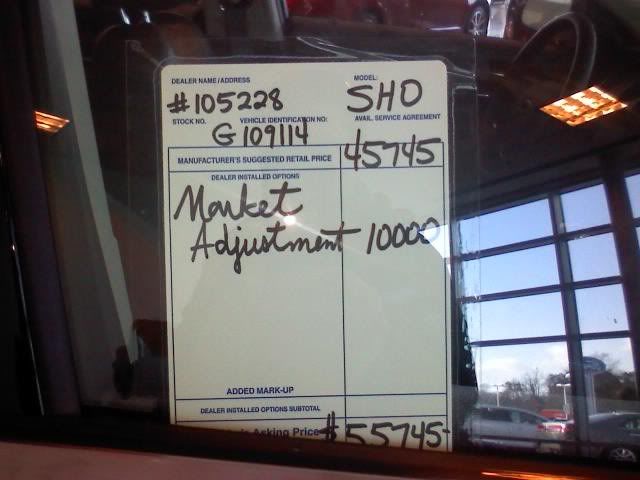 DEALER NAME/ADDRESS MODEL:
#105228 SHO
STOCK NO. VEHICLE IDENTIFICATION NO: AVAIL. SERVICE AGREEMENT
G109114
MANUFACTURER'S SUGGESTED RETAIL PRICE 45745
DEALER INSTALLED OPTIONS
Market
Adjustment 10000
ADDED MARK-UP
DEALER INSTALLED OPTIONS SUBTOTAL
Asking Price $55745-